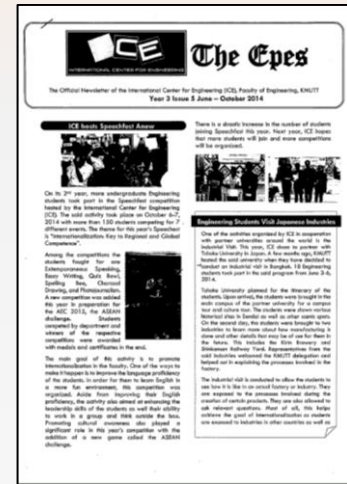 ICE
INTERNATIONAL CENTER FOR ENGINEERING
The Epes
The Official Newsletter of the International Center for Engineering (ICE), Faculty of Engineering, KMUTT
Year 3 Issue 5 June – October 2014
ICE hosts Speechfest Anew
On its 3rd year, more undergraduate Engineering
students took part in the Speechfest competition
hosted by the International Center for Engineering
(ICE). The said activity took place on October 6-7,
2014 with more than 150 students competing for 7
different events. The theme for this year's Speechfest
is "Internationalization: Key to Regional and Global
Competence".
Among the competitions the
students fought for are
Extemporaneous Speaking,
Essay Writing, Quiz Bowl,
Spelling Bee, Charcoal
Drawing, and Photojournalism.
A new competition was added
this year in preparation for
the AEC 2015, the ASEAN
challenge. Students
competed by department and
winners of the respective
competitions were awarded
with medals and certificates in the end.
The main goal of this activity is to promote
internationalization in the faculty. One of the ways to
make it happen is to improve the language proficiency
of the students. In order for them to learn English in
a more fun environment, this competition was
organized. Aside from improving their English
proficiency, the activity also aimed at enhancing the
leadership skills of the students as well their ability
to work in a group and think outside the box.
Promoting cultural awareness also played a
significant role in this year's competition with the
addition of a new game called the ASEAN
challenge.
There is a drastic increase in the number of students
joining Speechfest this year. Next year, ICE hopes
that more students will join and more competitions
will be organized.
Engineering Students Visit Japanese Industries
One of the activities organized by ICE in cooperation
with partner universities around the world is the
Industrial Visit. This year, ICE chose to partner with
Tohoku University in Japan. A few months ago, KMUTT
hosted the said university when they have decided to
conduct an industrial visit in Bangkok. 18 Engineering
students took part in the said program from June 3-6,
2014.
Tohoku University planned for the itinerary of the
students. Upon arrival, the students were brought in the
main campus of the partner university for a campus
tour and culture tour. The students were shown various
historical sites in Sendai as well as other scenic spots.
On the second day, the students were brought to two
industries to learn more about how manufacturing is
done and other details that may be of use for them in
the future. This includes the Kirin Brewery and
Shinkansen Railway Yard. Representatives from the
said industries welcomed the KMUTT delegation and
helped out in explaining the processes involved in the
factory.
The industrial visit is conducted to allow the students to
see how it is like in an actual factory or industry. They
are exposed to the processes involved during the
creation of certain products. They are also allowed to
ask relevant questions. Most of all, this helps
achieve the goal of Internationalization as students
are exposed to industries in other countries as well as